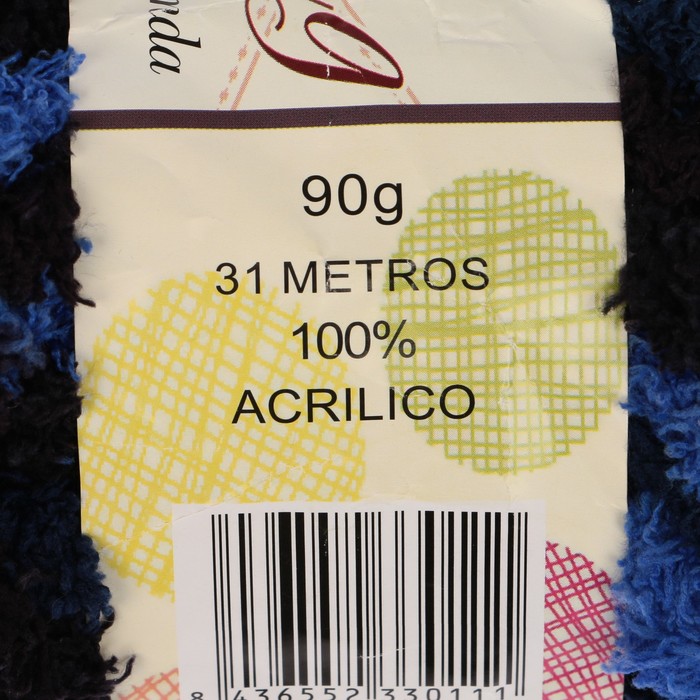 90g
31 METROS
100%
ACRILICO
8 436552 330111